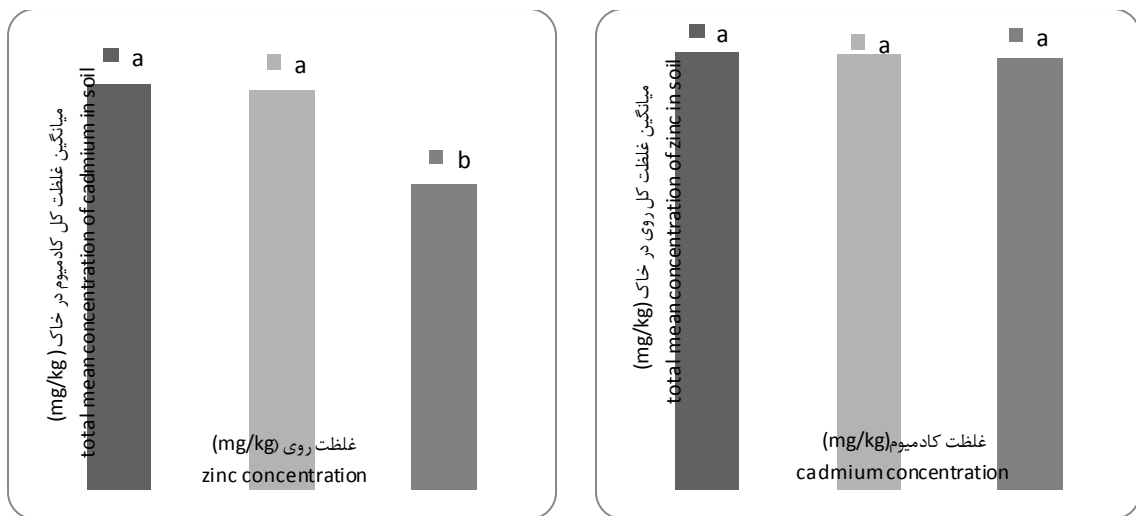 a
a
b
میانگین غلظت کل کادمیوم در خاک (mg/kg)
total mean concentration of cadmium in soil
غلظت روی (mg/kg)
zinc concentration
a
a
a
میانگین غلظت کل روی در خاک (mg/kg)
total mean concentration of zinc in soil
غلظت کادمیوم(mg/kg)
cadmium concentration